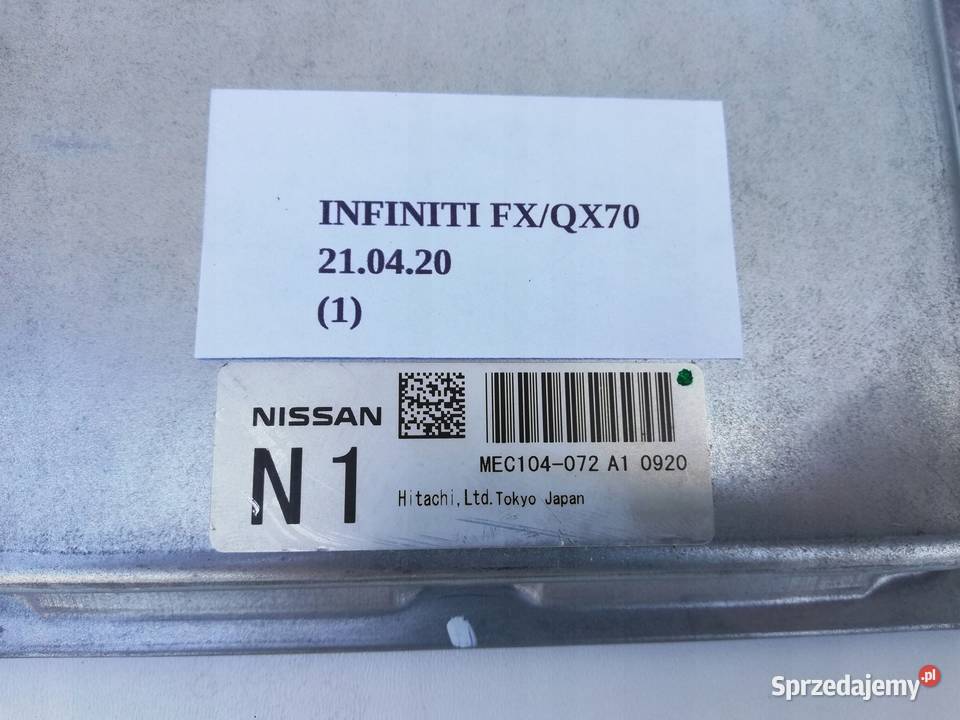 INFINITI FX/QX70
21.04.20
(1)
NISSAN
N1
MEC104-072 A1 0920
Hitachi,Ltd.Tokyo Japan
Sprzedajemy.pl